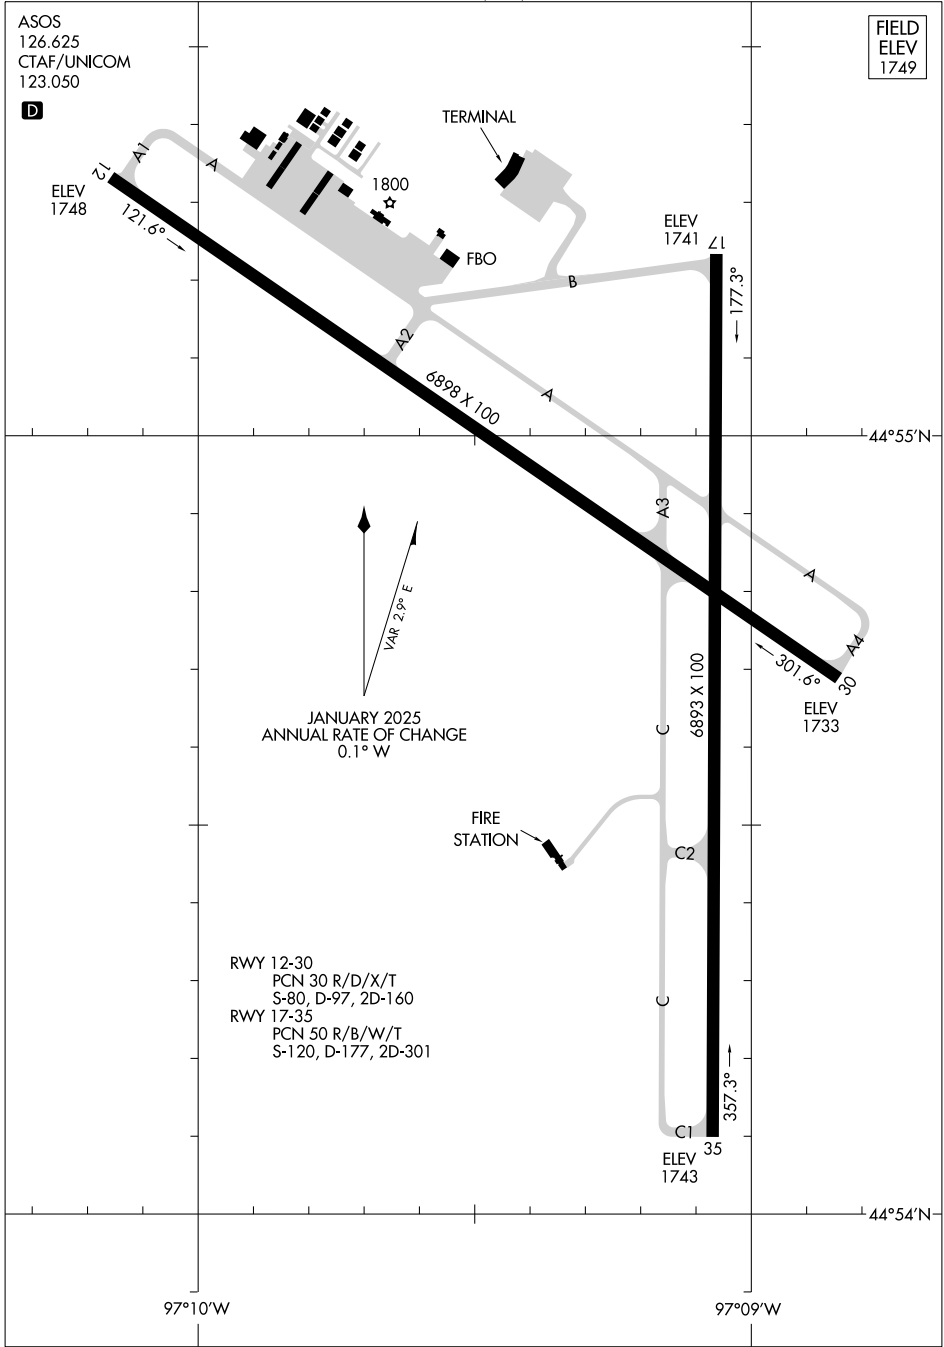 ASOS
126.625
CTAF/UNICOM
123.050
D
FIELD
ELEV
1749
TERMINAL
A1
A
12
ELEV
1748
121.6°
1800
FBO
ELEV
1741
17
177.3°
B
A2
6898 X 100
A
44°55'N
A3
A
A4
301.6°
30
ELEV
1733
VAR 2.9° E
JANUARY 2025
ANNUAL RATE OF CHANGE
0.1° W
6893 X 100
C
FIRE
STATION
C2
RWY 12-30
PCN 30 R/D/X/T
S-80, D-97, 2D-160
RWY 17-35
PCN 50 R/B/W/T
S-120, D-177, 2D-301
C
357.3°
C1
35
ELEV
1743
44°54'N
97°10'W
97°09'W